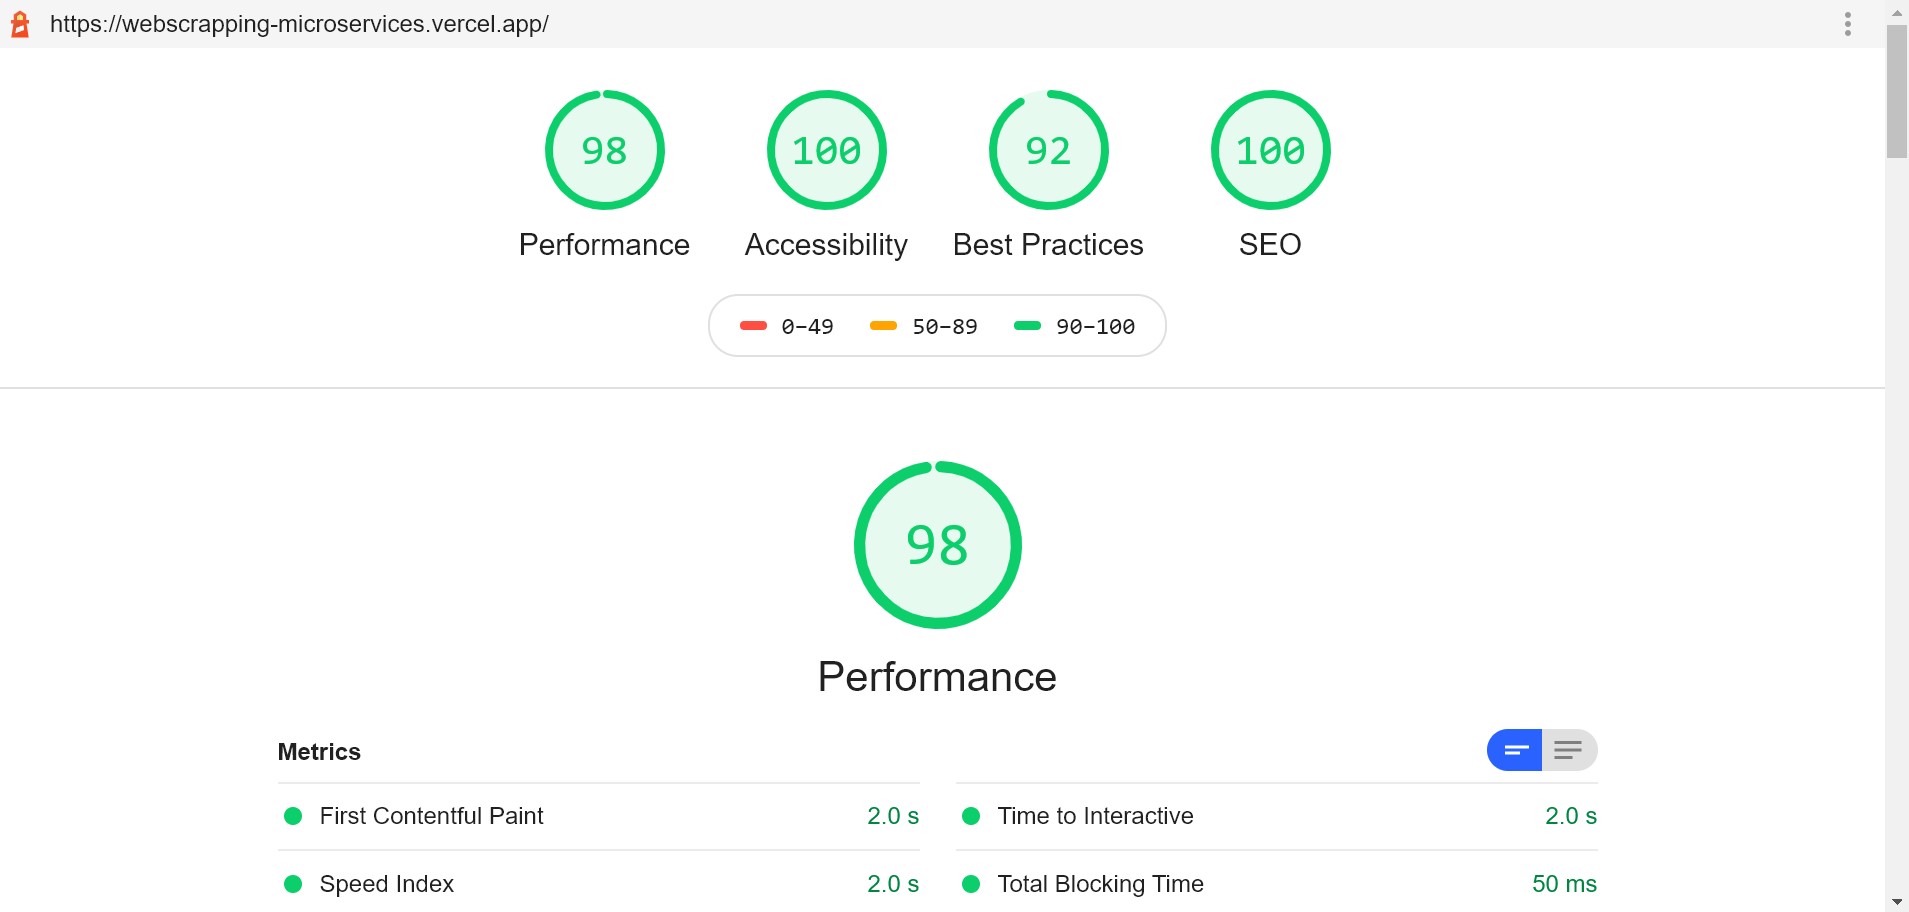 https://webscrapping-microservices.vercel.app/
98 100 92 100
Performance Accessibility Best Practices SEO
0–49 50–89 90–100
98
Performance
Metrics
First Contentful Paint 2.0 s
Time to Interactive 2.0 s
Speed Index 2.0 s
Total Blocking Time 50 ms